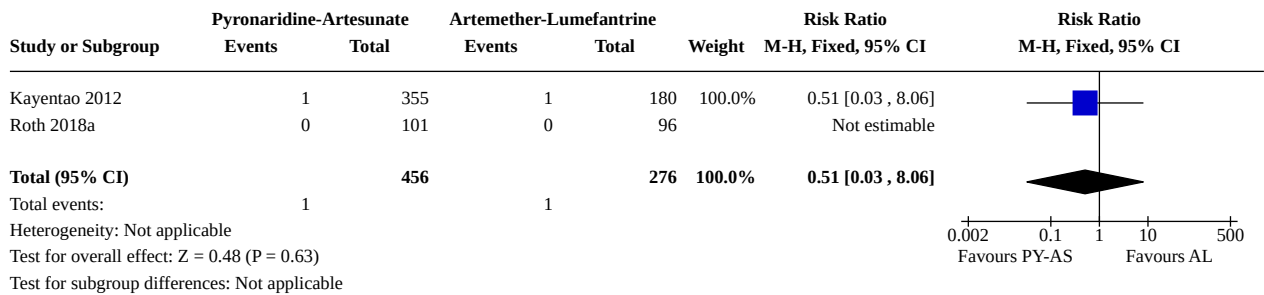 Pyronaridine-Artesunate Artemether-Lumefantrine Risk Ratio Risk Ratio
Study or Subgroup Events Total Events Total Weight M-H, Fixed, 95% CI M-H, Fixed, 95% CI
Kayentao 2012 1 355 1 180 100.0% 0.51 [0.03 , 8.06]
Roth 2018a 0 101 0 96 Not estimable
Total (95% CI) 456 276 100.0% 0.51 [0.03 , 8.06]
Total events: 1 1
Heterogeneity: Not applicable
0.002 0.1 1 10 500
Test for overall effect: Z = 0.48 (P = 0.63) Favours PY-AS Favours AL
Test for subgroup differences: Not applicable